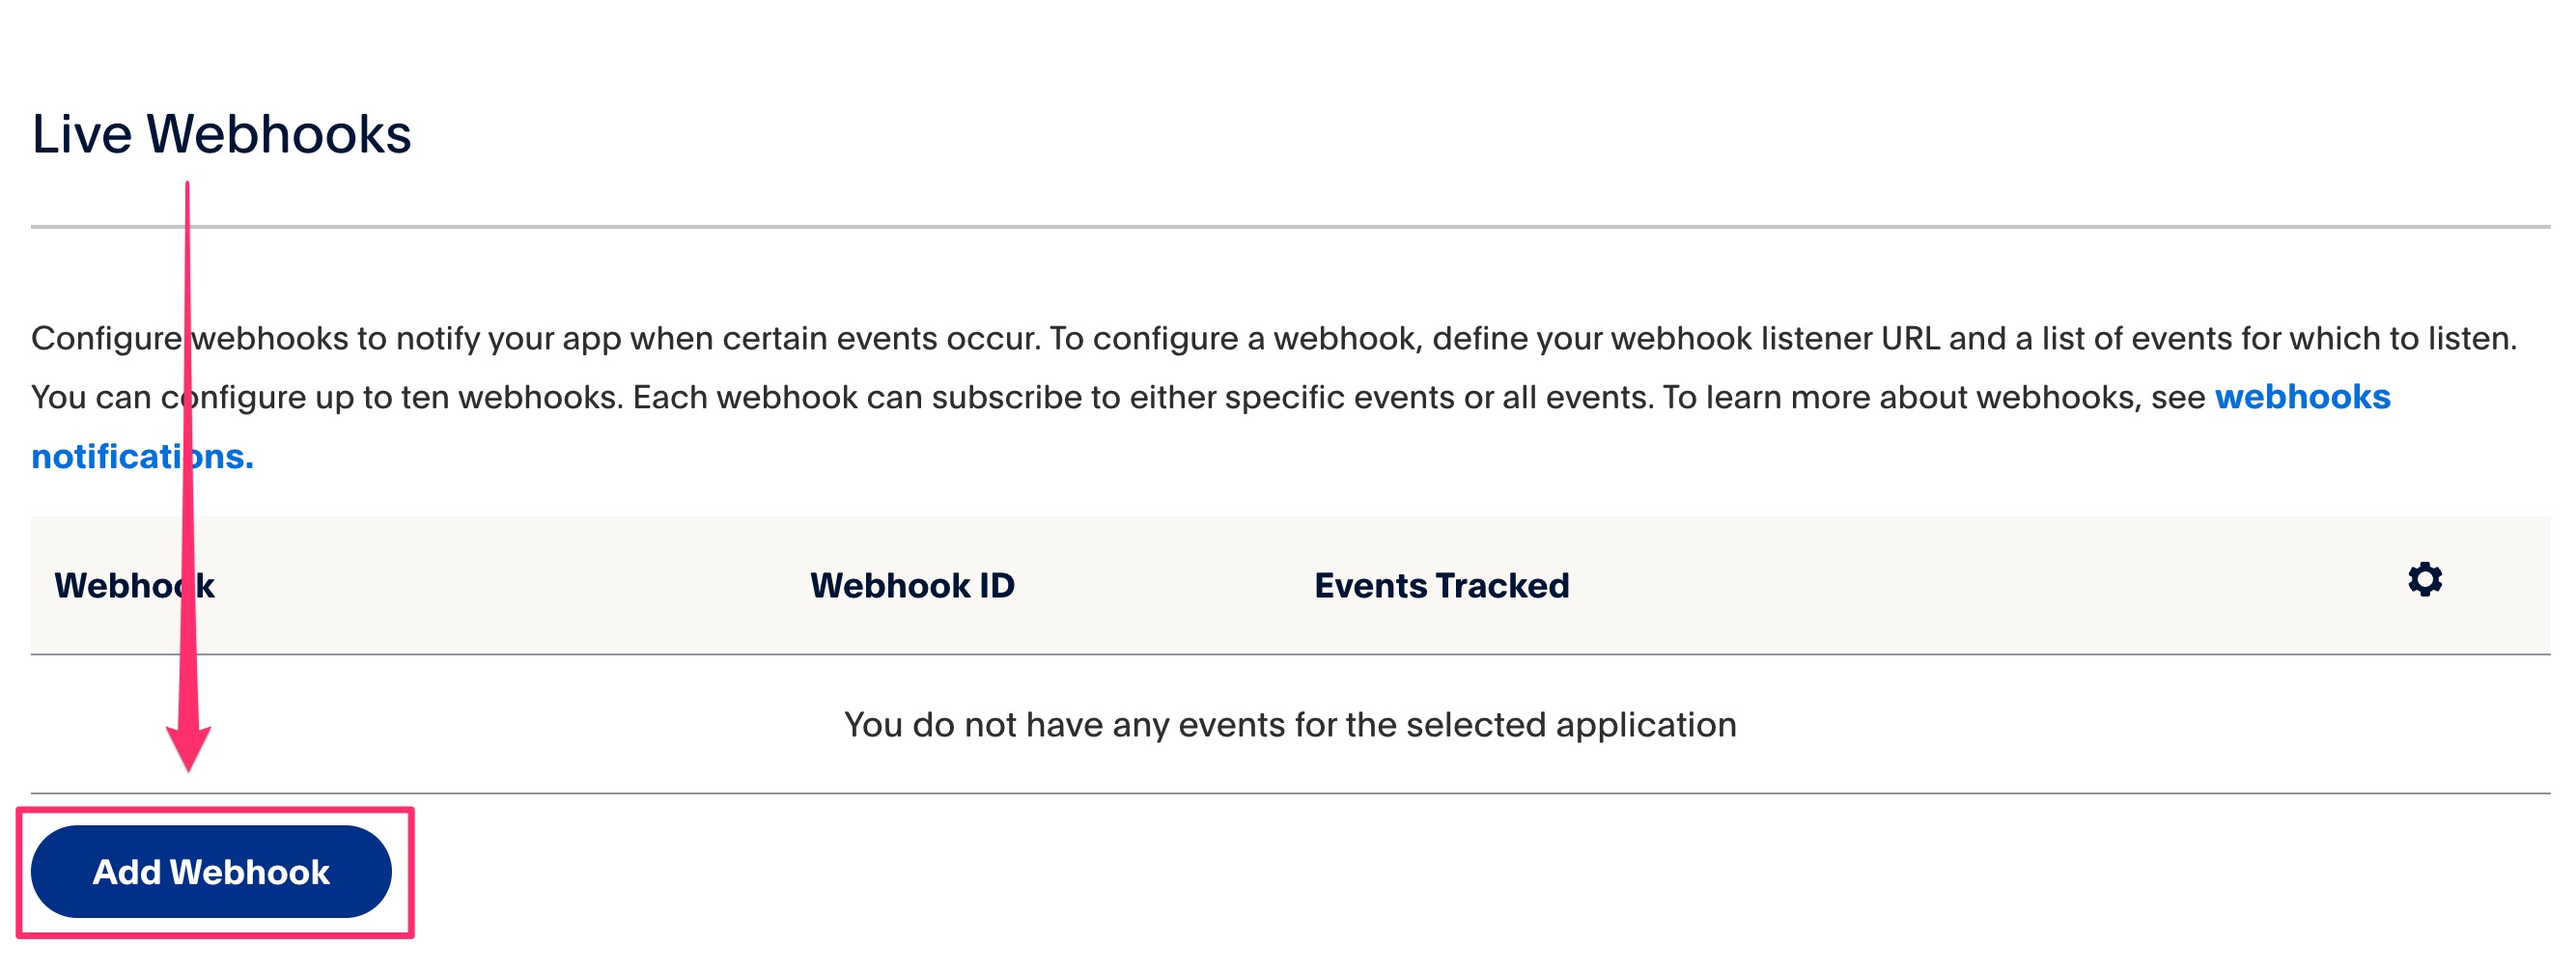 Live Webhooks
Configure webhooks to notify your app when certain events occur. To configure a webhook, define your webhook listener URL and a list of events for which to listen.
You can configure up to ten webhooks. Each webhook can subscribe to either specific events or all events. To learn more about webhooks, see webhooks
notifications.
Webhook Webhook ID Events Tracked
You do not have any events for the selected application
Add Webhook